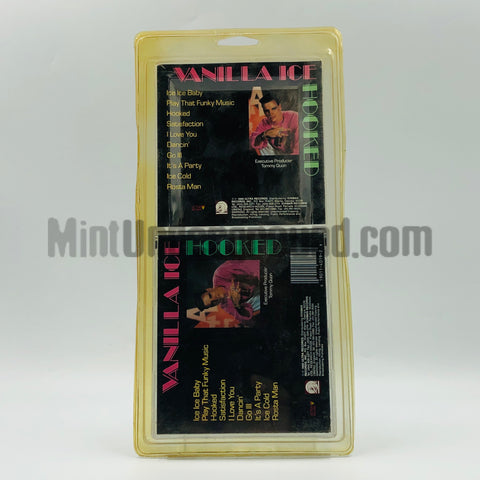 VANILLA ICE
HOOKED
Ice Ice Baby
Play That Funky Music
Hooked
Satisfaction
I Love You
Dancin'
Go Ill
It's A Party
Ice Cold
Rosta Man
Executive Producer
Tommy Quon
MintUnderground.com
VANILLA ICE
HOOKED
Executive Producer
Tommy Quon
Ice Ice Baby
Play That Funky Music
Hooked
Satisfaction
I Love You
Dancin'
Go Ill
It's A Party
Ice Cold
Rosta Man